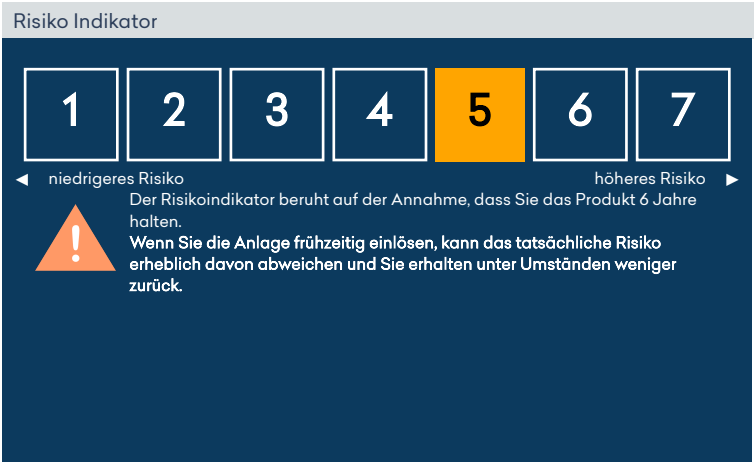 Risiko Indikator
1 2 3 4 5 6 7
◄ niedrigeres Risiko höheres Risiko ►
Der Risikoindikator beruht auf der Annahme, dass Sie das Produkt 6 Jahre
halten.
Wenn Sie die Anlage frühzeitig einlösen, kann das tatsächliche Risiko
erheblich davon abweichen und Sie erhalten unter Umständen weniger
zurück.